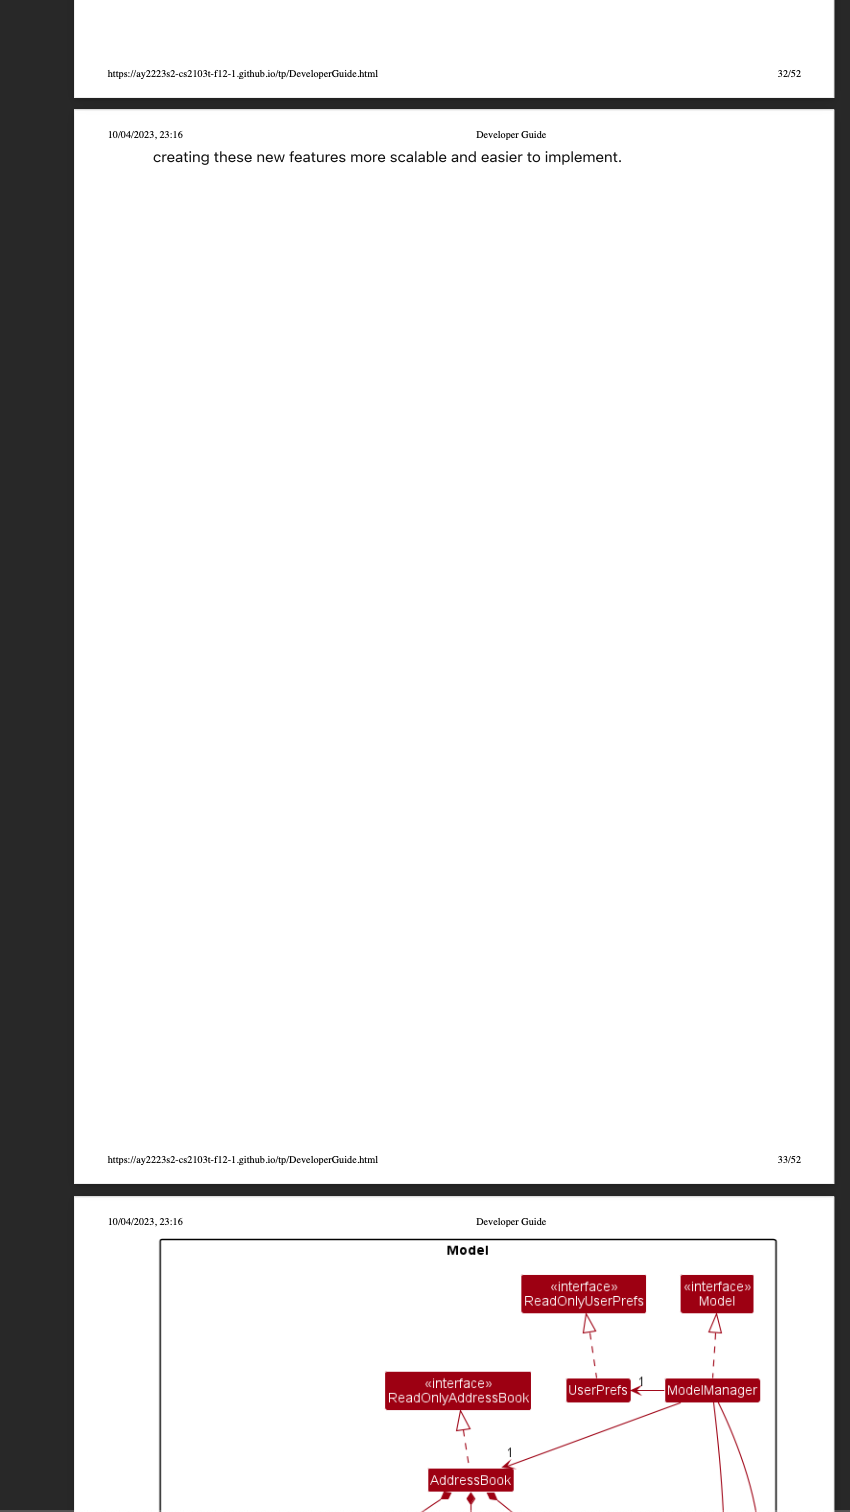 https://ay2223s2-cs2103t-f12-1.github.io/tp/DeveloperGuide.html 32/52
10/04/2023, 23:16 Developer Guide
creating these new features more scalable and easier to implement.
https://ay2223s2-cs2103t-f12-1.github.io/tp/DeveloperGuide.html 33/52
10/04/2023, 23:16 Developer Guide
Model
«interface»
ReadOnlyUserPrefs
«interface»
Model
«interface»
ReadOnlyAddressBook
UserPrefs
1
ModelManager
1
AddressBook